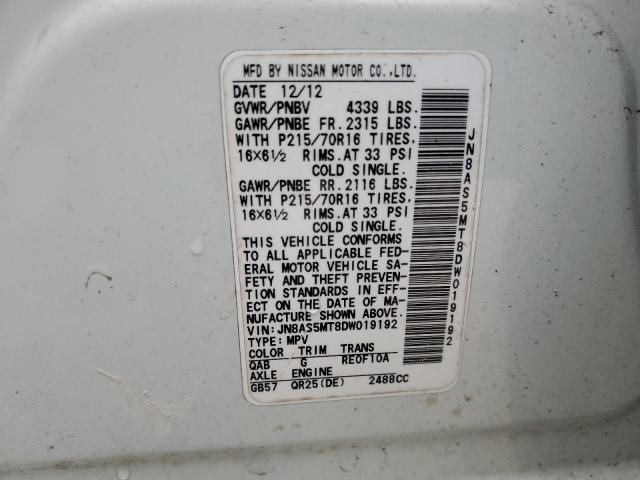 MFD BY NISSAN MOTOR CO.,LTD.
DATE 12/12
GVWR/PNBV 4339 LBS.
GAWR/PNBE FR.2315 LBS.
WITH P215/70R16 TIRES,
16X6½ RIMS.AT 33 PSI
COLD SINGLE.
GAWR/PNBE RR.2116 LBS.
WITH P215/70R16 TIRES,
16X6½ RIMS.AT 33 PSI
COLD SINGLE.
THIS VEHICLE CONFORMS
TO ALL APPLICABLE FED-
ERAL MOTOR VEHICLE SA-
FETY AND THEFT PREVEN-
TION STANDARDS IN EFF-
ECT ON THE DATE OF MA-
NUFACTURE SHOWN ABOVE.
VIN:JN8AS5MT8DW019192
TYPE:MPV
COLOR TRIM TRANS
QAB G RE0F10A
AXLE ENGINE
GB57 QR25(DE) 2488CC
JN8AS5MT8DW019192